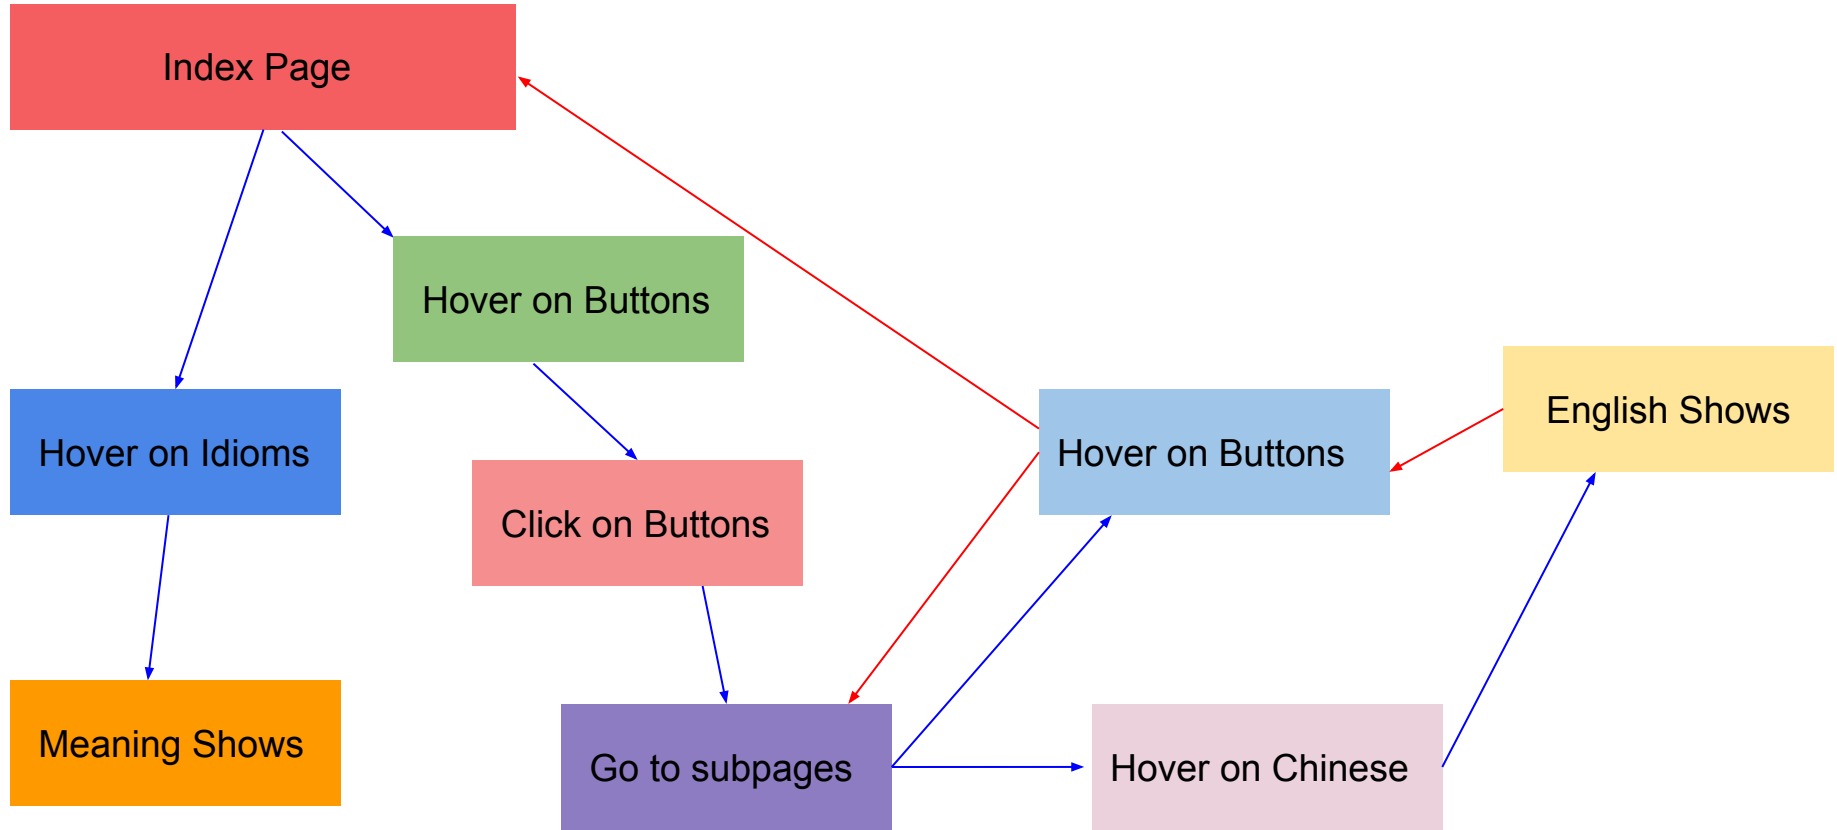 Index Page
Hover on Buttons
English Shows
Hover on Idioms
Hover on Buttons
Click on Buttons
Meaning Shows
Go to subpages
Hover on Chinese